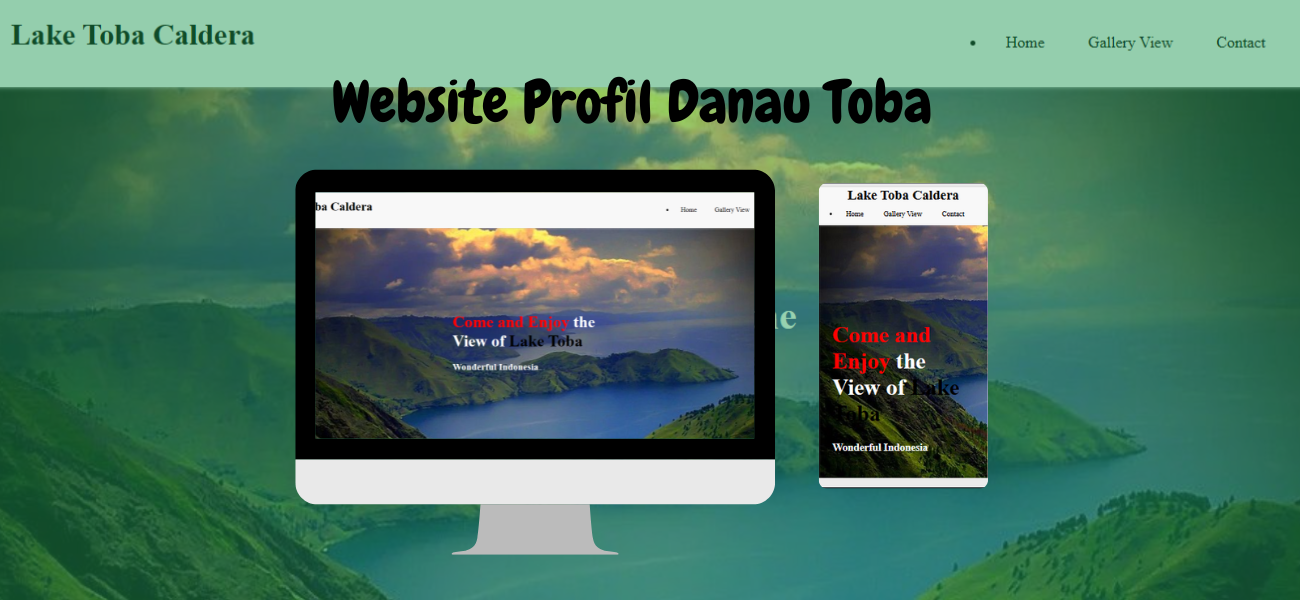 Lake Toba Caldera
• Home Gallery View Contact
Website Profil Danau Toba
ba Caldera
• Home Gallery View
Come and Enjoy the
View of Lake Toba
Wonderful Indonesia
Lake Toba Caldera
• Home Gallery View Contact
Come and
Enjoy the
View of Lake
Toba
Wonderful Indonesia